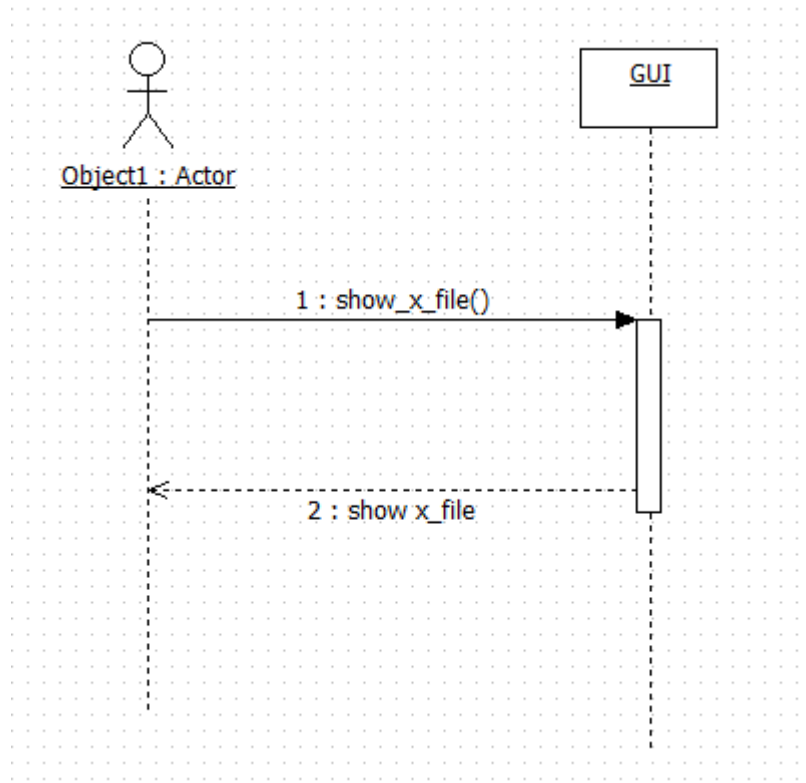 GUI
Object1 : Actor
1 : show_x_file()
2 : show x_file